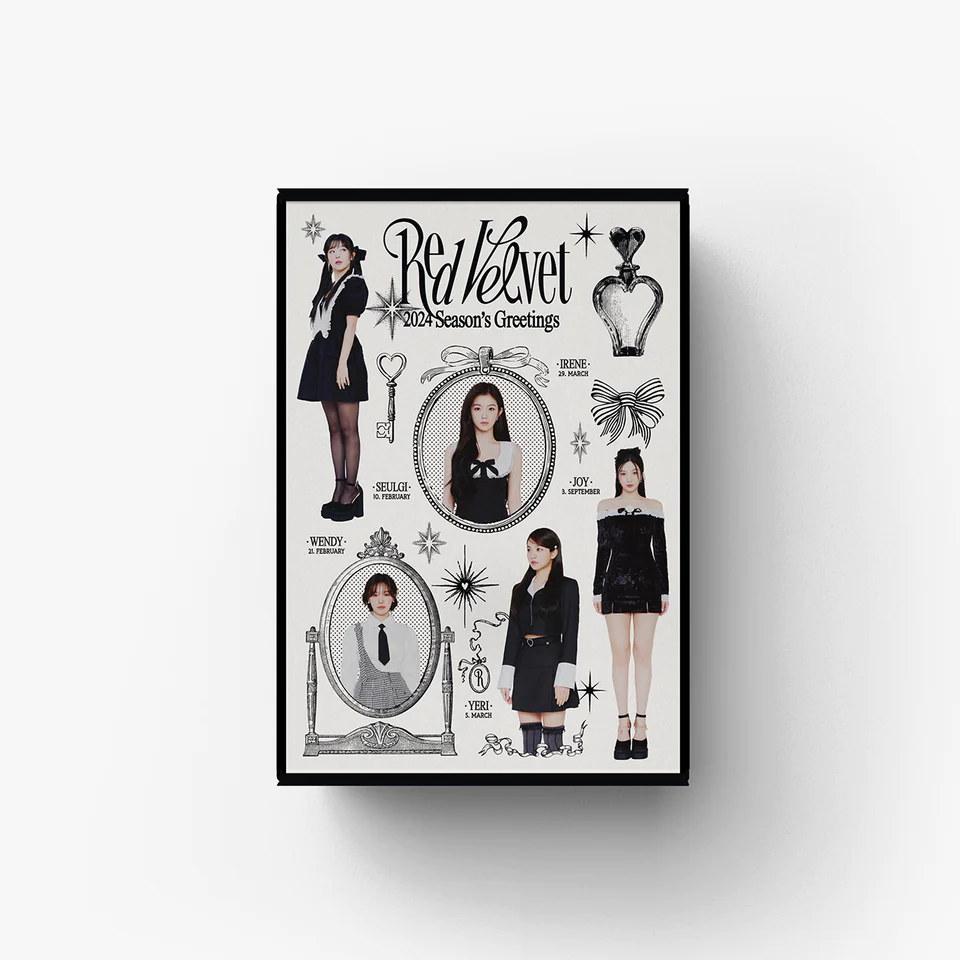 Red Velvet
2024 Season's Greetings
·IRENE·
29. MARCH
·SEULGI·
10. FEBRUARY
·JOY·
3. SEPTEMBER
·WENDY·
21. FEBRUARY
R
·YERI·
5. MARCH